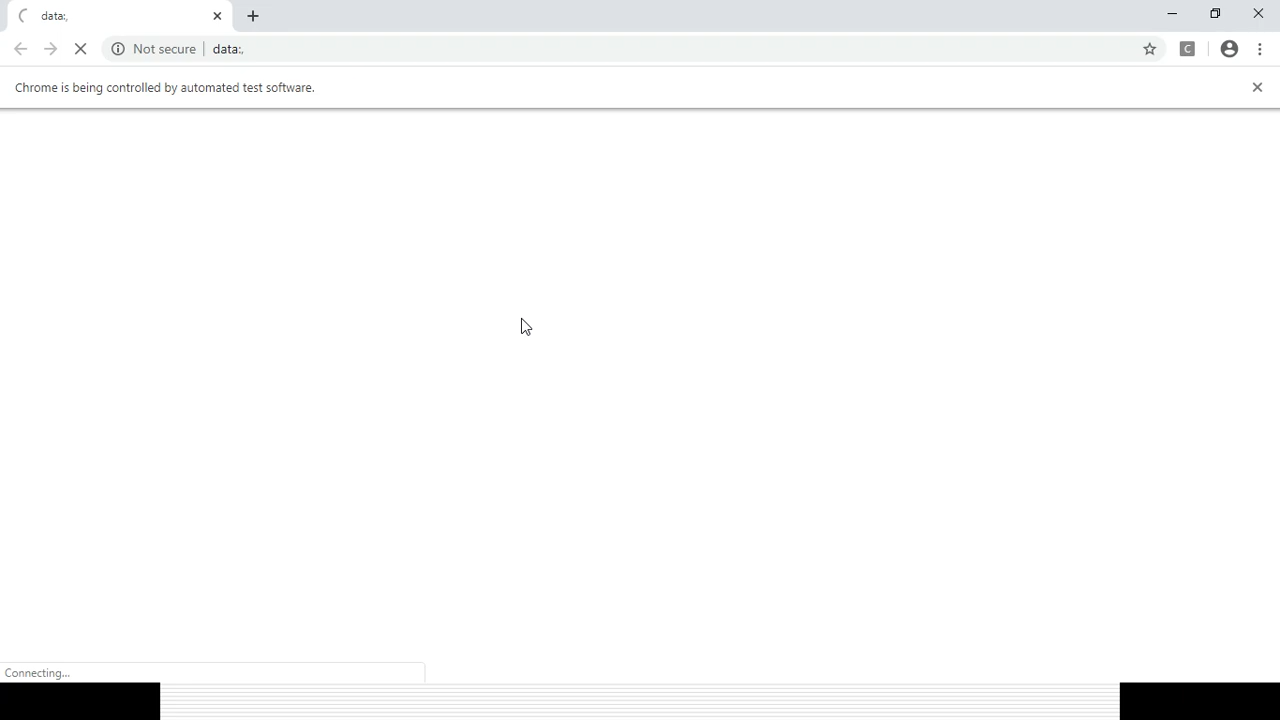 data:,
Not secure data:,
C
Chrome is being controlled by automated test software.
Connecting...